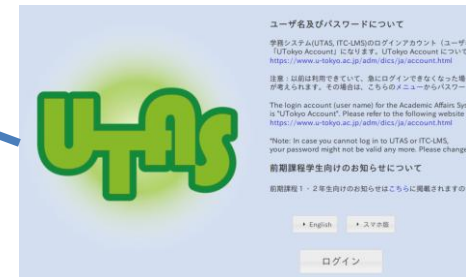 UTAS
ユーザ名及びパスワードについて
学務システム(UTAS, ITC-LMS)のログインアカウント（ユーザ
「UTokyo Account」になります。UTokyo Account につい
https://www.u-tokyo.ac.jp/adm/dics/ja/account.html
注意：以前は利用できていて、急にログインできなくなった場
が考えられます。その場合は、こちらのメニューからパスワー
The login account (user name) for the Academic Affairs Sy
is "UTokyo Account". Please refer to the following website
https://www.u-tokyo.ac.jp/adm/dics/ja/account.html
*Note: In case you cannot log in to UTAS or ITC-LMS,
your password might not be valid any more. Please change
前期課程学生向けのお知らせについて
前期課程1・2年生向けのお知らせはこちらに掲載されますの
English
スマホ版
ログイン